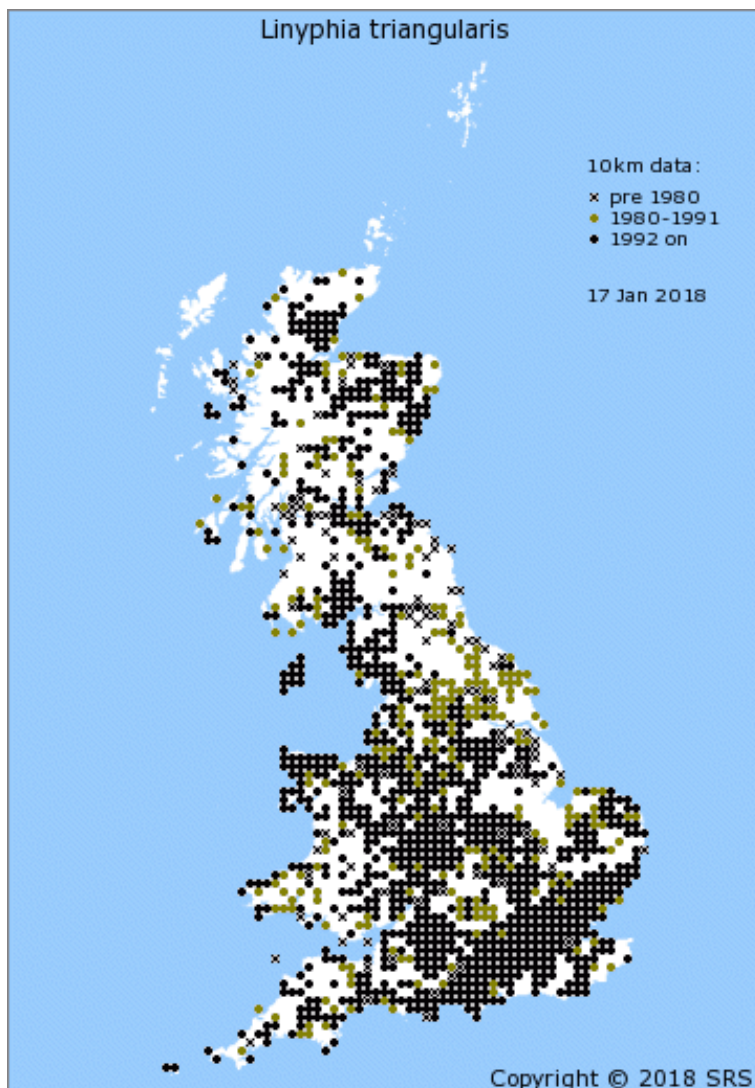 Linyphia triangularis
10km data:
pre 1980
1980-1991
1992 on
17 Jan 2018
Copyright © 2018 SRS